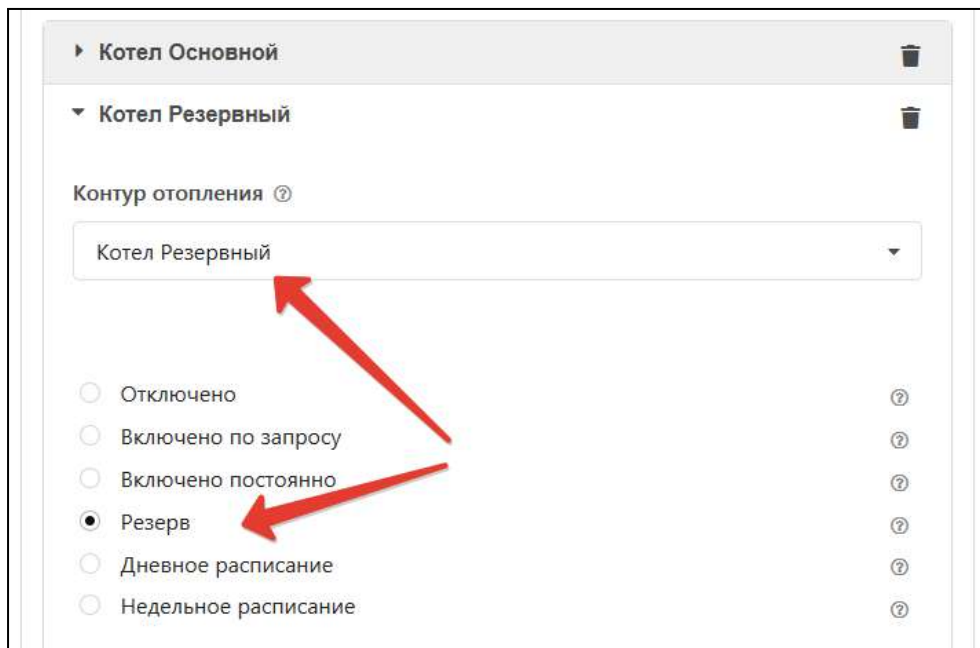 Котел Основной
Котел Резервный
Контур отопления
Котел Резервный
Отключено
Включено по запросу
Включено постоянно
Резерв
Дневное расписание
Недельное расписание